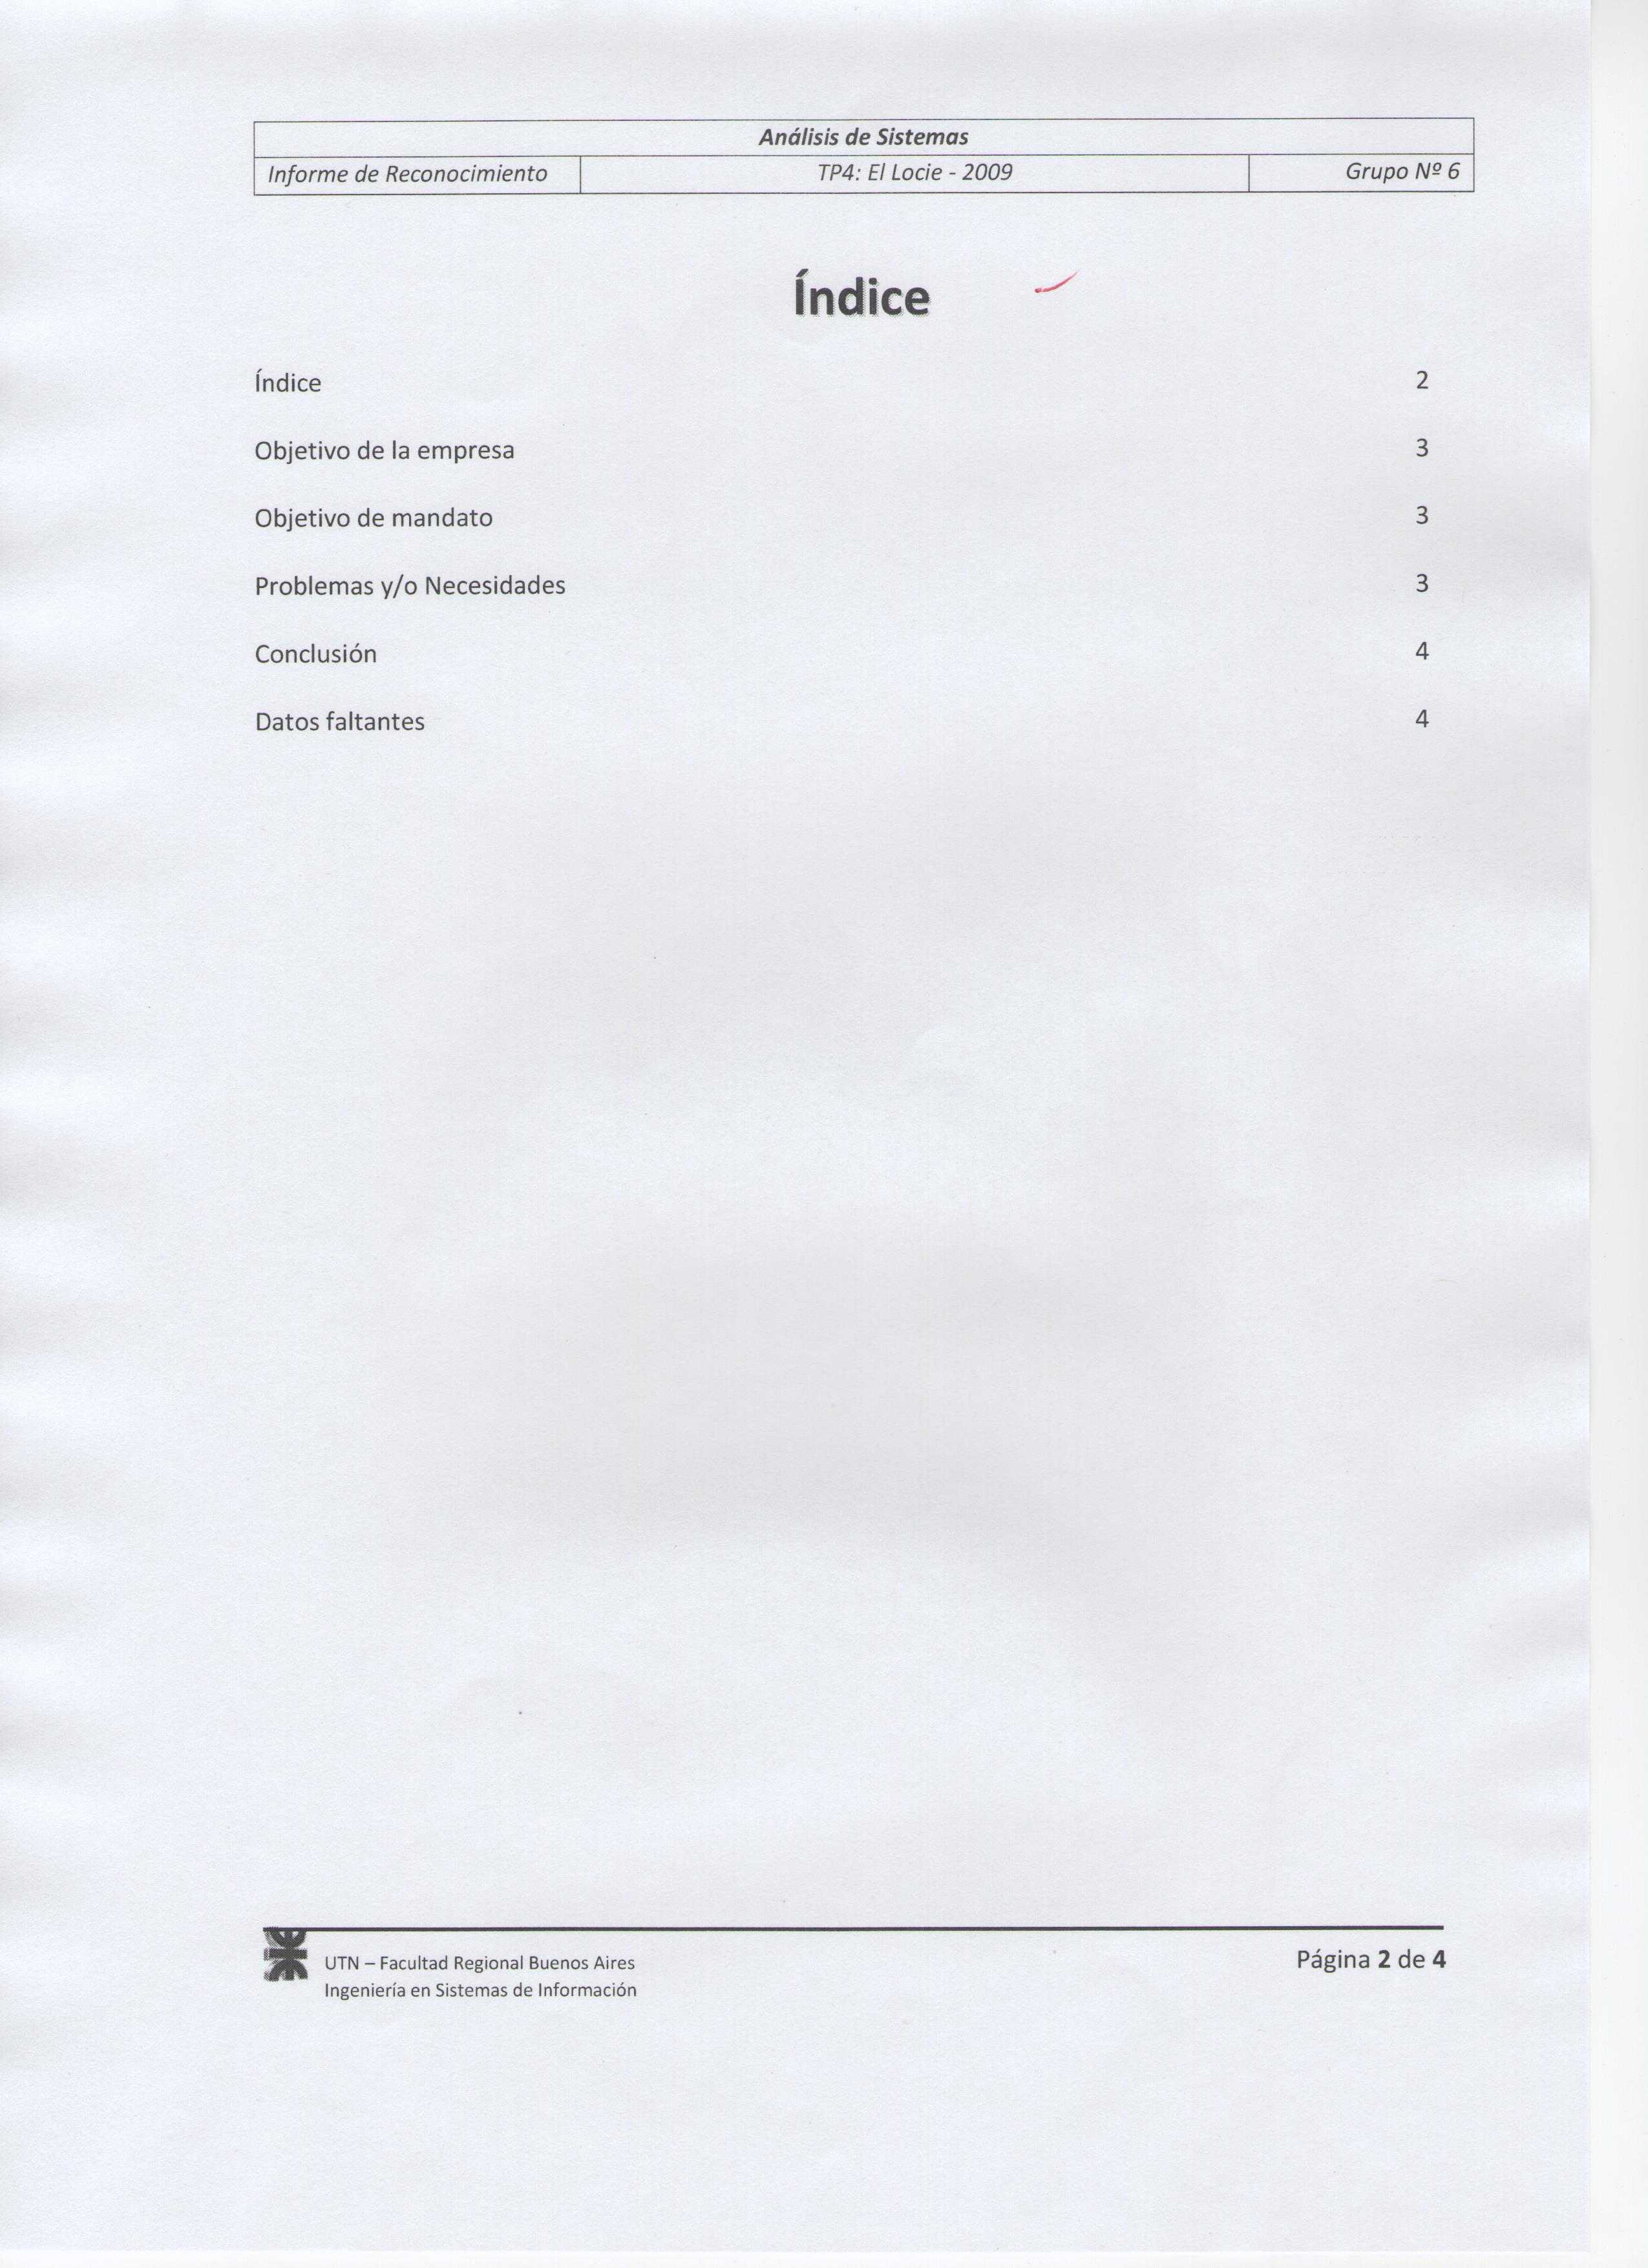 Análisis de Sistemas
Informe de Reconocimiento TP4: El Locie - 2009 Grupo Nº 6
Índice
Índice 2
Objetivo de la empresa 3
Objetivo de mandato 3
Problemas y/o Necesidades 3
Conclusión 4
Datos faltantes 4
UTN – Facultad Regional Buenos Aires Página 2 de 4
Ingeniería en Sistemas de Información